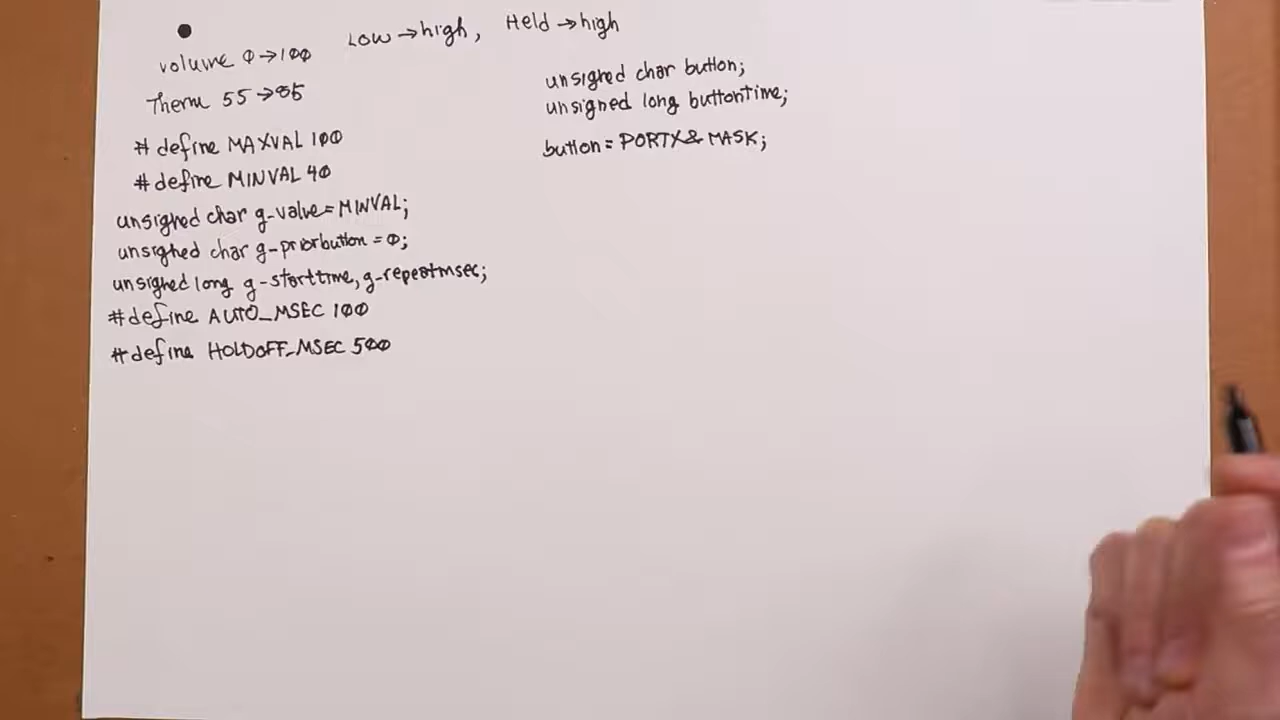 volume 0→100
Low→high, Held→high
Therm 55→85
# define MAXVAL 100
# define MINVAL 40
unsigned char g-value=MINVAL;
unsighed char g-priorbutton = 0;
unsigned long g-starttime, g-repeatmsec;
#define AUTO_MSEC 100
#define HOLDOFF_MSEC 500
unsigned char button;
unsigned long buttontime;
button = PORTX & MASK;